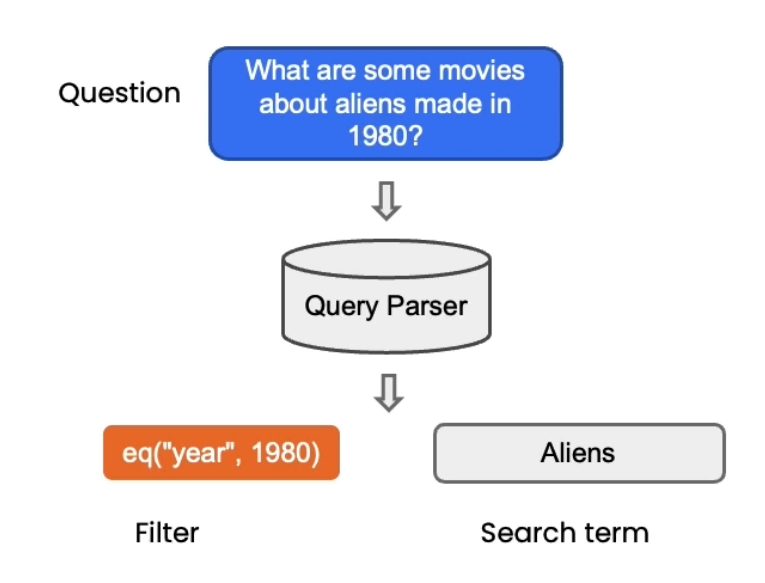 Question
What are some movies
about aliens made in
1980?
Query Parser
eq("year", 1980)
Aliens
Filter
Search term